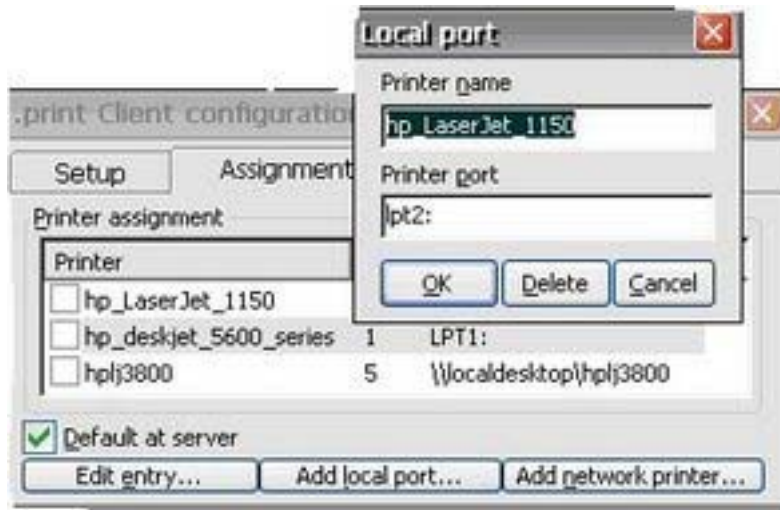 Local port
Printer name
hp_LaserJet_1150
Printer port
lpt2:
OK Delete Cancel
.print Client configuratio
Setup Assignment
Printer assignment
Printer
hp_LaserJet_1150
hp_deskjet_5600_series 1 LPT1:
hplj3800 5 \\localdesktop\hplj3800
Default at server
Edit entry... Add local port... Add network printer...